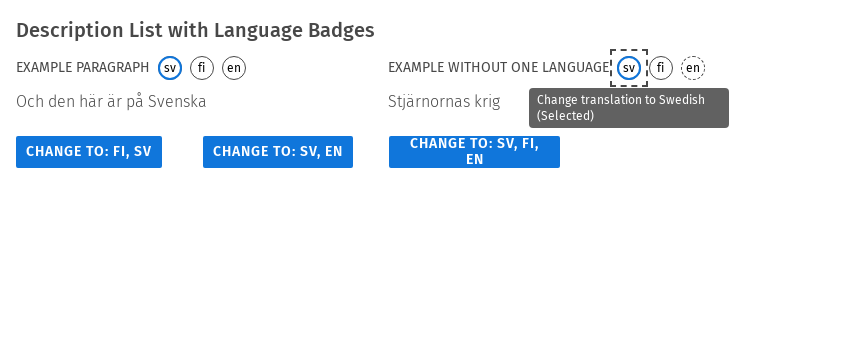 Description List with Language Badges
EXAMPLE PARAGRAPH sv fi en
Och den här är på Svenska
EXAMPLE WITHOUT ONE LANGUAGE sv fi en
Stjärnornas krig
Change translation to Swedish
(Selected)
CHANGE TO: FI, SV
CHANGE TO: SV, EN
CHANGE TO: SV, FI,
EN